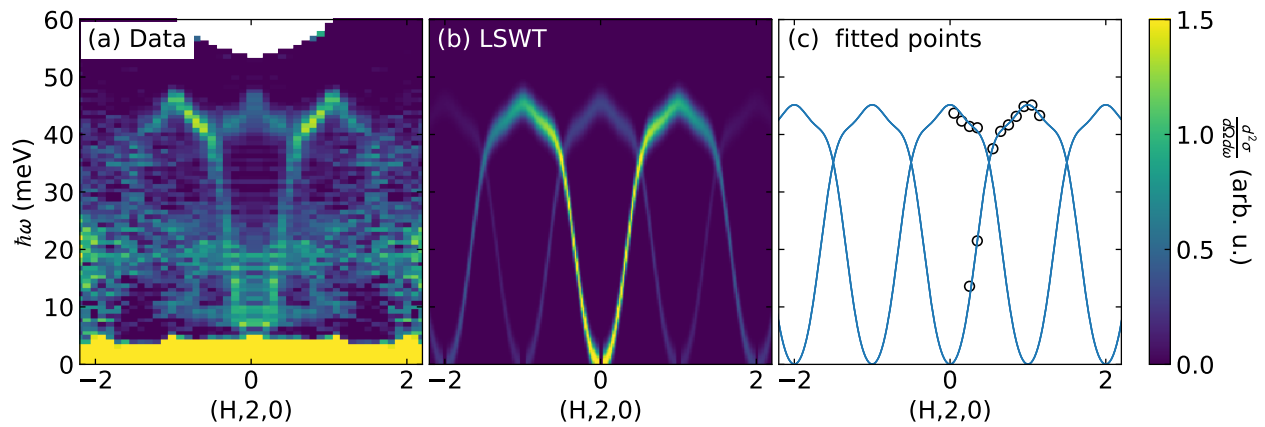 (a) Data
(b) LSWT
(c) fitted points
60
50
40
30
20
10
0
ħω (meV)
−2
0
2
(H,2,0)
−2
0
2
(H,2,0)
−2
0
2
(H,2,0)
1.5
1.0
0.5
0.0
d²σ/dΩdω (arb. u.)